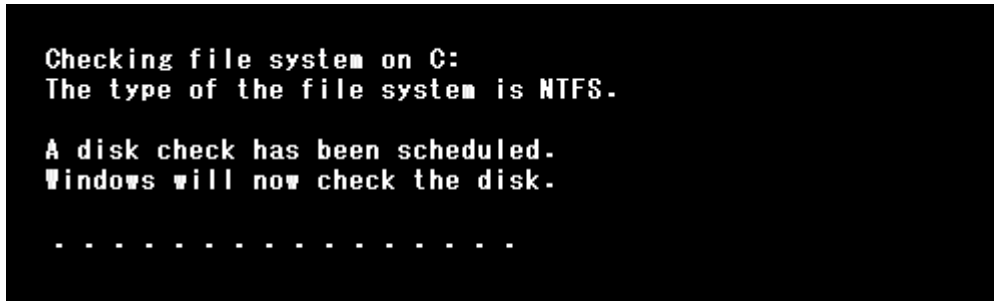 Checking file system on C:
The type of the file system is NTFS.
A disk check has been scheduled.
Windows will now check the disk.
. . . . . . . . . . . . . . . .